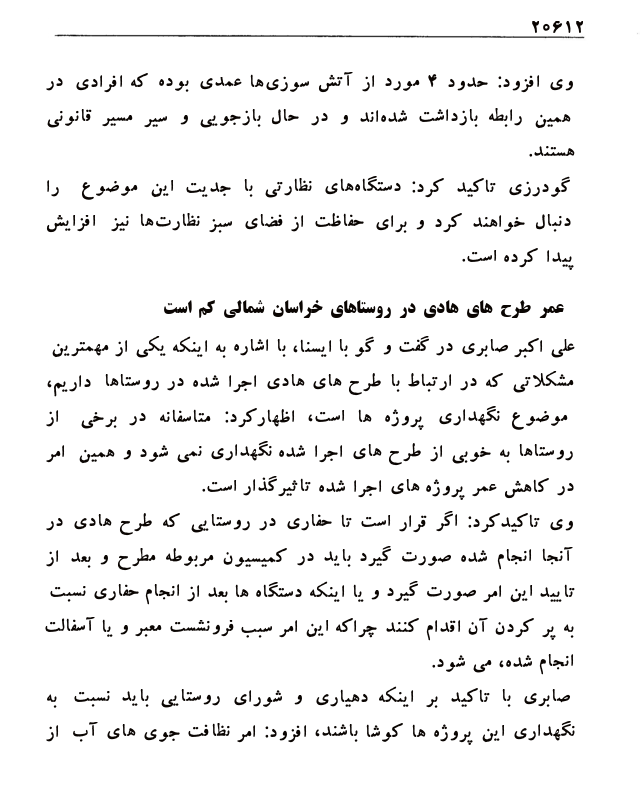 ۲۰۶۱۲
وی افزود: حدود ۴ مورد از آتش سوزی‌ها عمدی بوده که افرادی در
همین رابطه بازداشت شده‌اند و در حال بازجویی و سیر مسیر قانونی
هستند.
گودرزی تاکید کرد: دستگاه‌های نظارتی با جدیت این موضوع را
دنبال خواهند کرد و برای حفاظت از فضای سبز نظارت‌ها نیز افزایش
پیدا کرده است.
عمر طرح های هادی در روستاهای خراسان شمالی کم است
علی اکبر صابری در گفت و گو با ایسنا، با اشاره به اینکه یکی از مهمترین
مشکلاتی که در ارتباط با طرح های هادی اجرا شده در روستاها داریم،
موضوع نگهداری پروژه ها است، اظهارکرد: متاسفانه در برخی از
روستاها به خوبی از طرح های اجرا شده نگهداری نمی شود و همین امر
در کاهش عمر پروژه های اجرا شده تاثیرگذار است.
وی تاکیدکرد: اگر قرار است تا حفاری در روستایی که طرح هادی در
آنجا انجام شده صورت گیرد باید در کمیسیون مربوطه مطرح و بعد از
تایید این امر صورت گیرد و یا اینکه دستگاه ها بعد از انجام حفاری نسبت
به پر کردن آن اقدام کنند چراکه این امر سبب فرونشست معبر و یا آسفالت
انجام شده، می شود.
صابری با تاکید بر اینکه دهیاری و شورای روستایی باید نسبت به
نگهداری این پروژه ها کوشا باشند، افزود: امر نظافت جوی های آب از